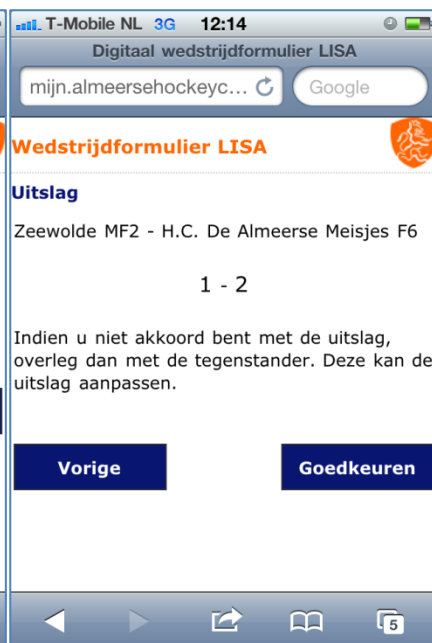 T-Mobile NL 3G 12:14
Digitaal wedstrijdformulier LISA
mijn.almeersehockeyc... Google
Wedstrijdformulier LISA
Uitslag
Zeewolde MF2 - H.C. De Almeerse Meisjes F6
1 - 2
Indien u niet akkoord bent met de uitslag,
overleg dan met de tegenstander. Deze kan de
uitslag aanpassen.
Vorige Goedkeuren
5